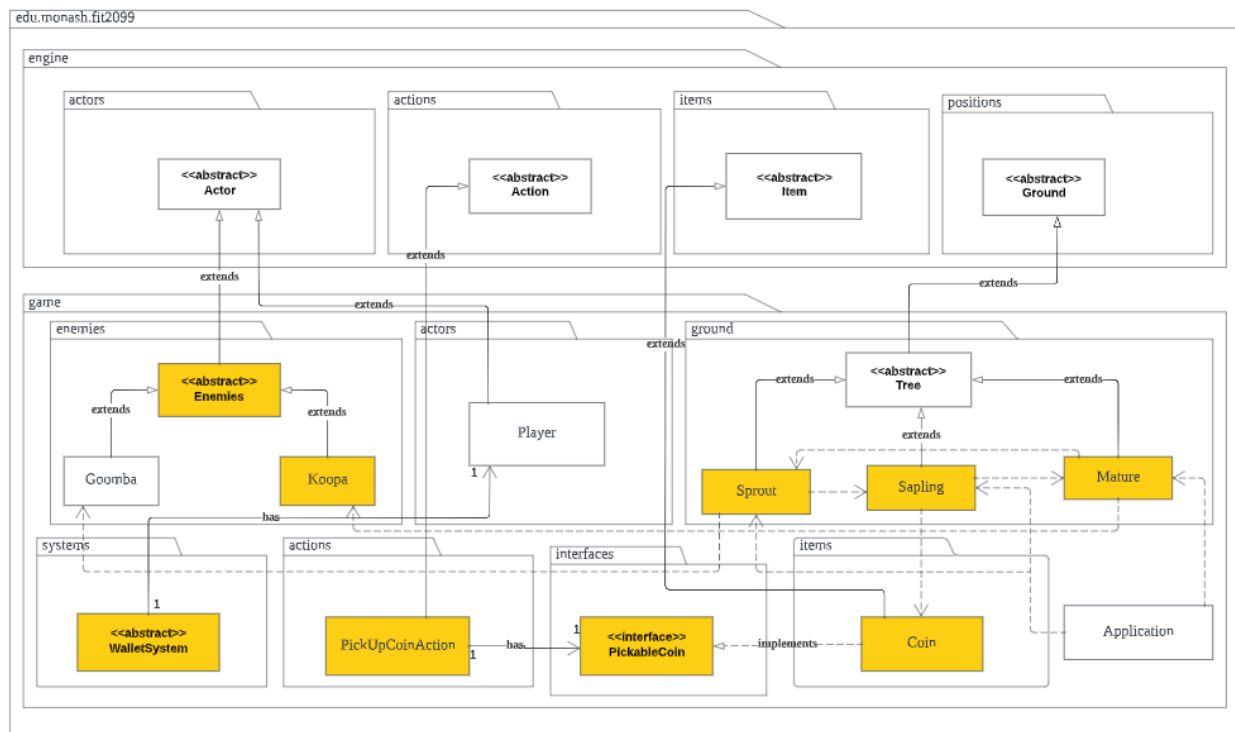 edu.monash.fit2099
engine
actors
actions
items
positions
<<abstract>>
Actor
<<abstract>>
Action
<<abstract>>
Item
<<abstract>>
Ground
extends
extends
extends
extends
game
enemies
actors
extends
ground
<<abstract>>
Enemies
<<abstract>>
Tree
extends
extends
extends
extends
extends
Goomba
Koopa
Player
1
Sprout
Sapling
Mature
has
systems
actions
interfaces
items
1
<<abstract>>
WalletSystem
PickUpCoinAction
1
has
1
<<interface>>
PickableCoin
implements
Coin
Application